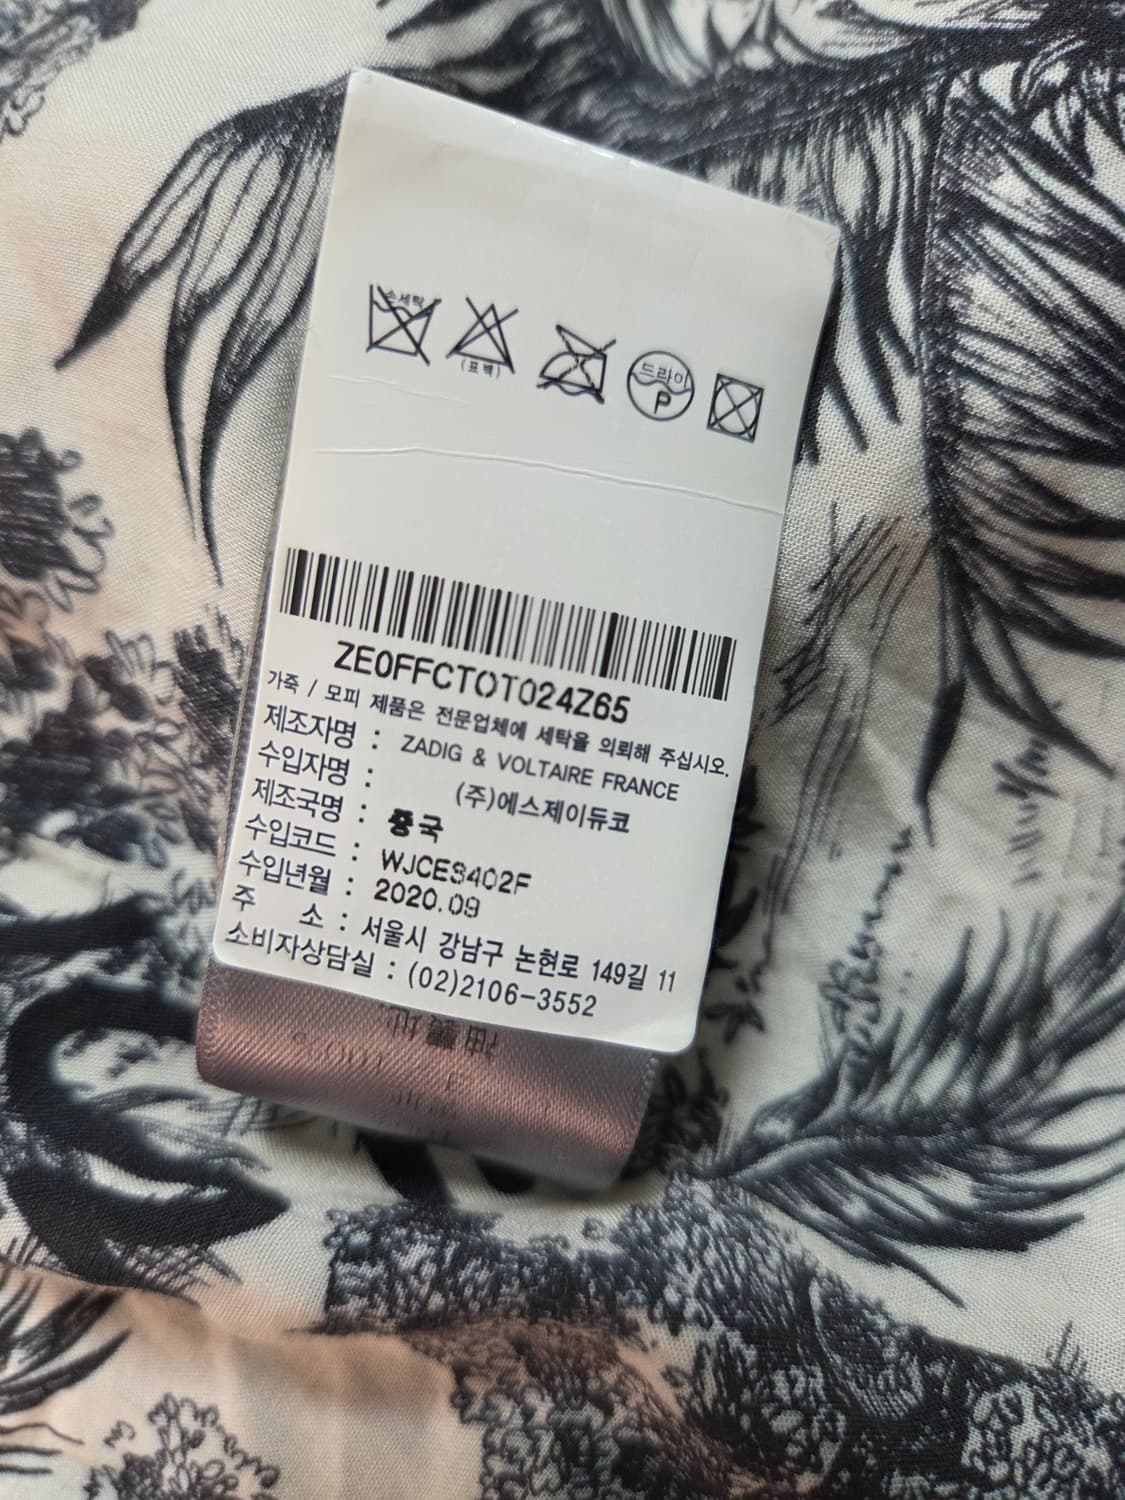 손세탁
(표백)
드라이
P
ZE0FFCTOTO24Z65
가죽 / 모피 제품은 전문업체에 세탁을 의뢰해 주십시오.
제조자명 : ZADIG & VOLTAIRE FRANCE
수입자명 : (주)에스제이듀코
제조국명 : 중국
수입코드 : WJCES402F
수입년월 : 2020.09
주 소 : 서울시 강남구 논현로 149길 11
소비자상담실 : (02)2106-3552